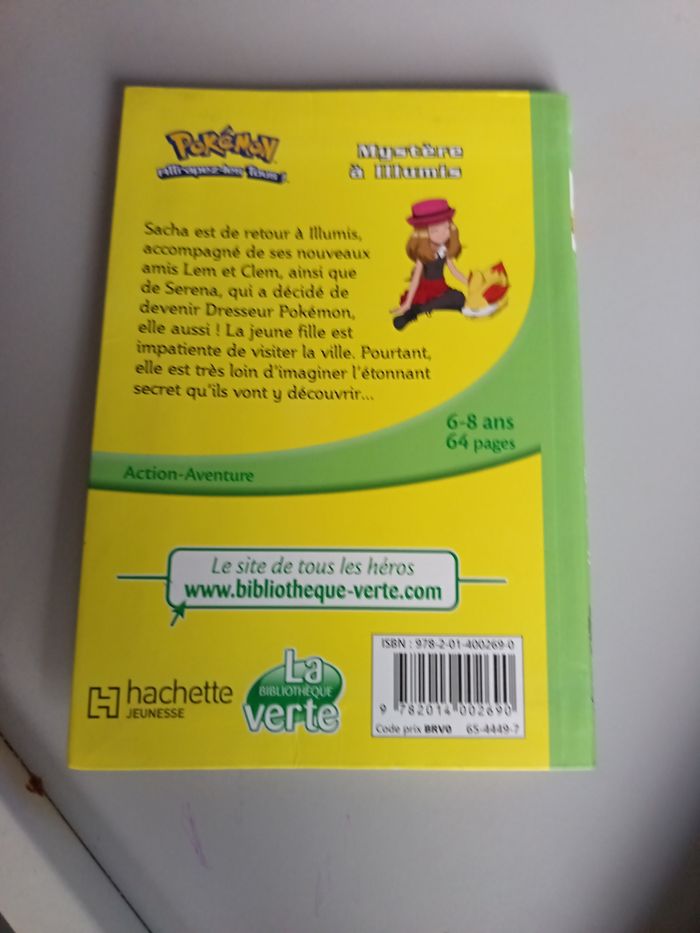 POKÉMON
Attrapez-les tous !
Mystère
à Illumis
Sacha est de retour à Illumis,
accompagné de ses nouveaux
amis Lem et Clem, ainsi que
de Serena, qui a décidé de
devenir Dresseur Pokémon,
elle aussi ! La jeune fille est
impatiente de visiter la ville. Pourtant,
elle est très loin d'imaginer l'étonnant
secret qu'ils vont y découvrir...
6-8 ans
64 pages
Action-Aventure
Le site de tous les héros
www.bibliotheque-verte.com
hachette
JEUNESSE
La
BIBLIOTHÈQUE
verte
ISBN : 978-2-01-400269-0
9 782014 002690
Code prix BRV0 65-4449-7